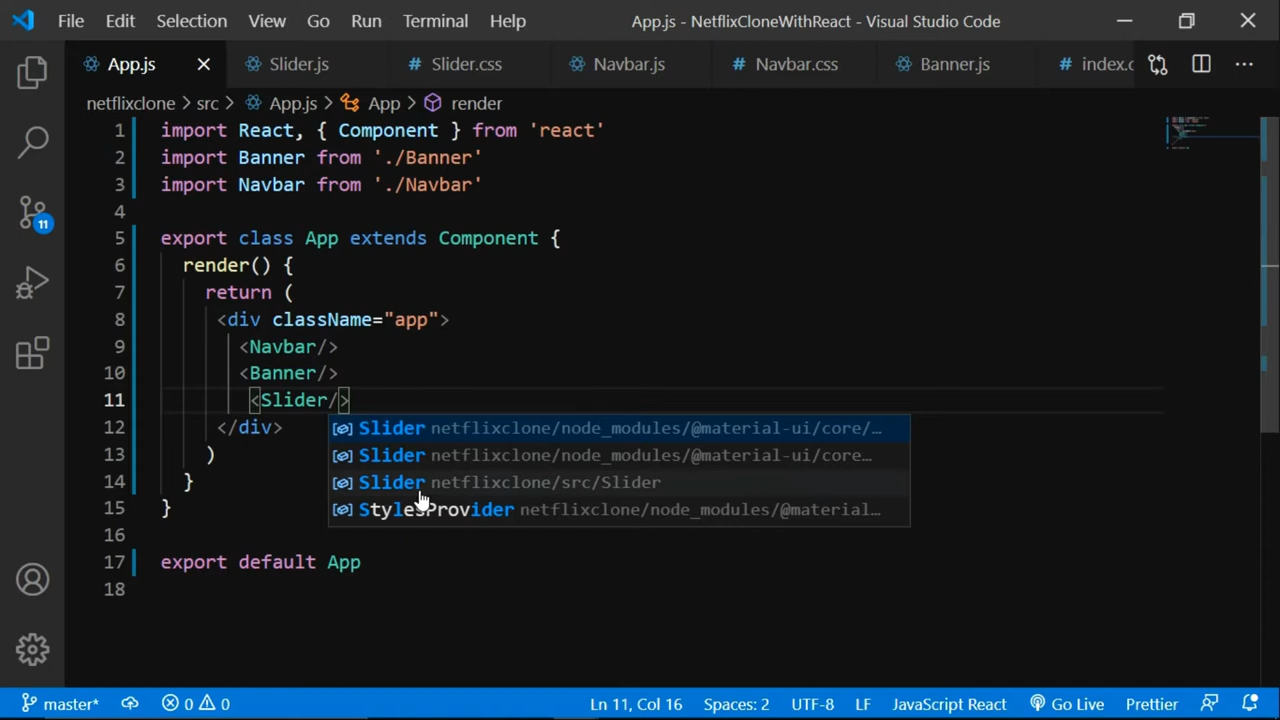 File Edit Selection View Go Run Terminal Help App.js - NetflixCloneWithReact - Visual Studio Code
App.js Slider.js # Slider.css Navbar.js # Navbar.css Banner.js # index.c
netflixclone > src > App.js > App > render
1 import React, { Component } from 'react'
2 import Banner from './Banner'
3 import Navbar from './Navbar'
4
5 export class App extends Component {
6 render() {
7 return (
8 <div className="app">
9 <Navbar/>
10 <Banner/>
11 <Slider/>
12 </div>
Slider netflixclone/node_modules/@material-ui/core/…
13 )
Slider netflixclone/node_modules/@material-ui/core…
14 }
Slider netflixclone/src/Slider
15 }
StylesProvider netflixclone/node_modules/@material…
16
17 export default App
18
11
master* 0 0 Ln 11, Col 16 Spaces: 2 UTF-8 LF JavaScript React Go Live Prettier